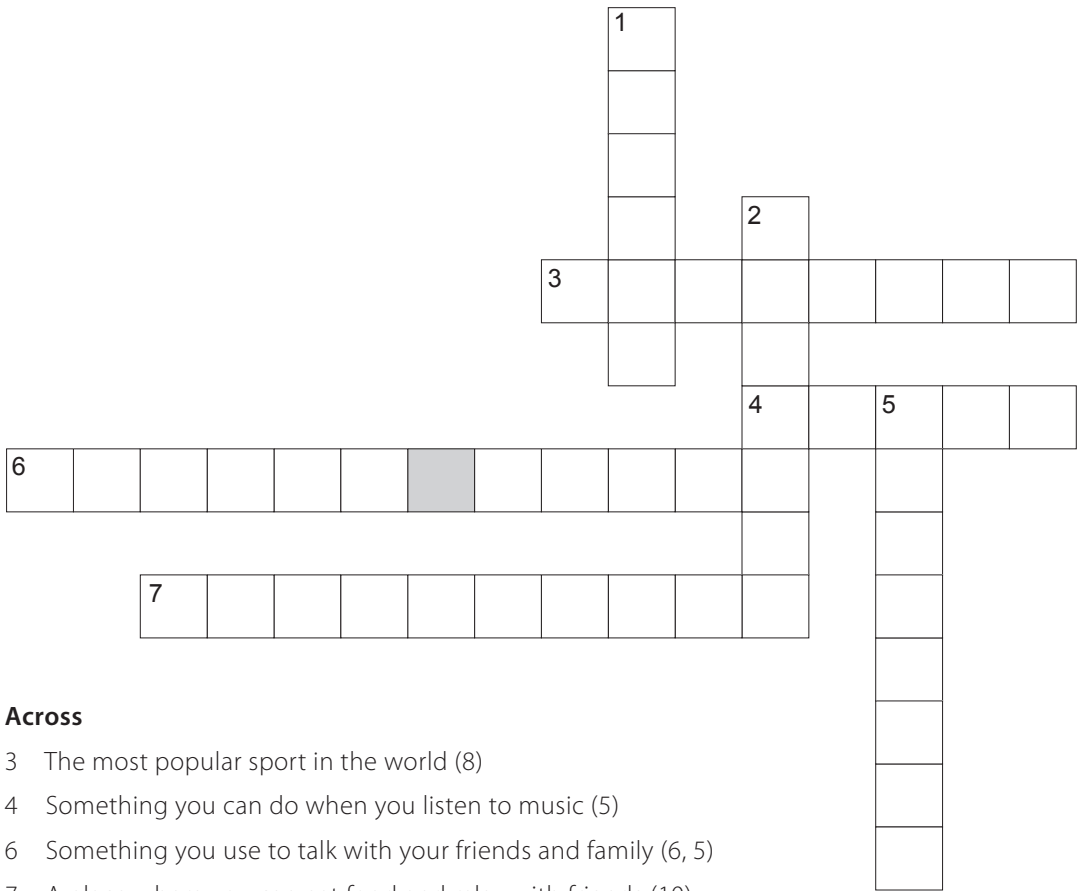 1
2
3
4
5
6
7
Across
3 The most popular sport in the world (8)
4 Something you can do when you listen to music (5)
6 Something you use to talk with your friends and family (6, 5)